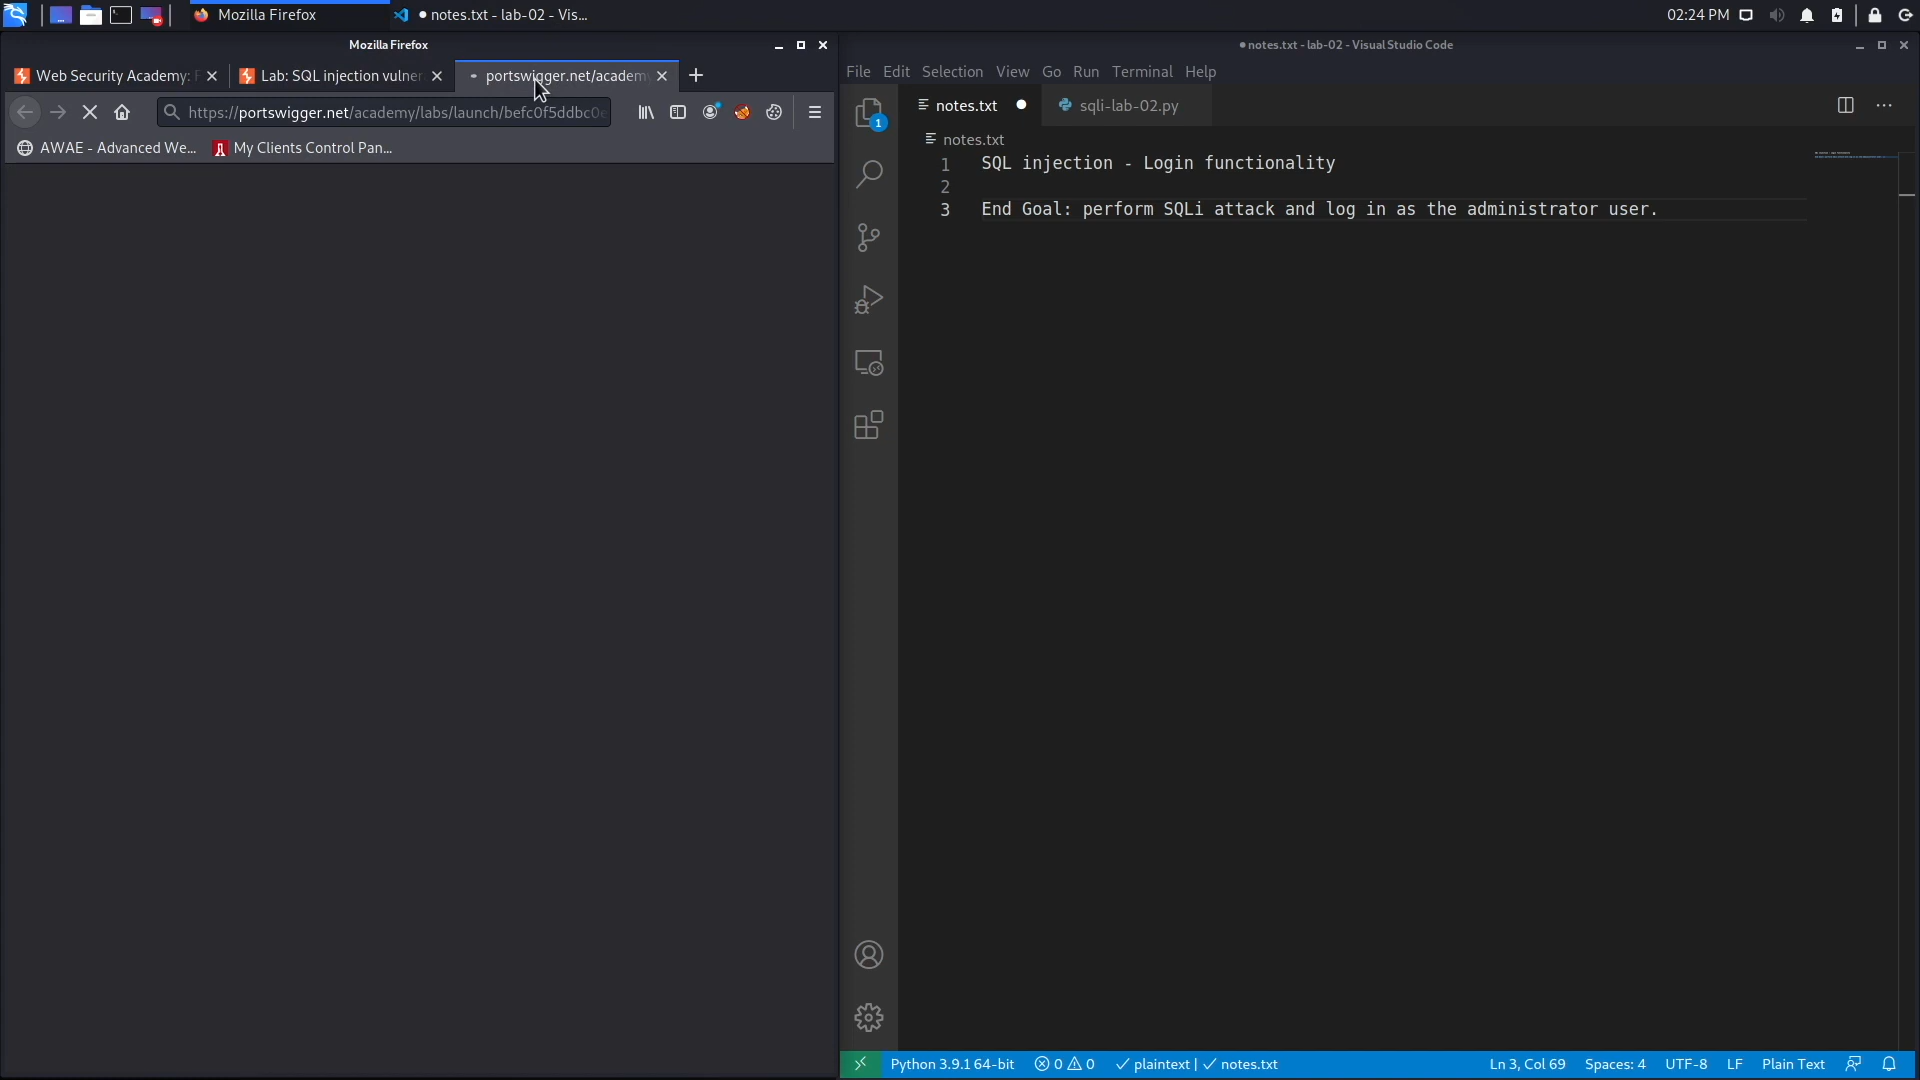 Mozilla Firefox
notes.txt - lab-02 - Vis...
02:24 PM
Mozilla Firefox
Web Security Academy:
Lab: SQL injection vulner
portswigger.net/academ
https://portswigger.net/academy/labs/launch/befc0f5ddbc0
AWAE - Advanced We...
My Clients Control Pan...
notes.txt - lab-02 - Visual Studio Code
File Edit Selection View Go Run Terminal Help
1
notes.txt
sqli-lab-02.py
notes.txt
1 SQL injection - Login functionality
2
3 End Goal: perform SQLi attack and log in as the administrator user.
Python 3.9.1 64-bit 0 0 plaintext | notes.txt Ln 3, Col 69 Spaces: 4 UTF-8 LF Plain Text